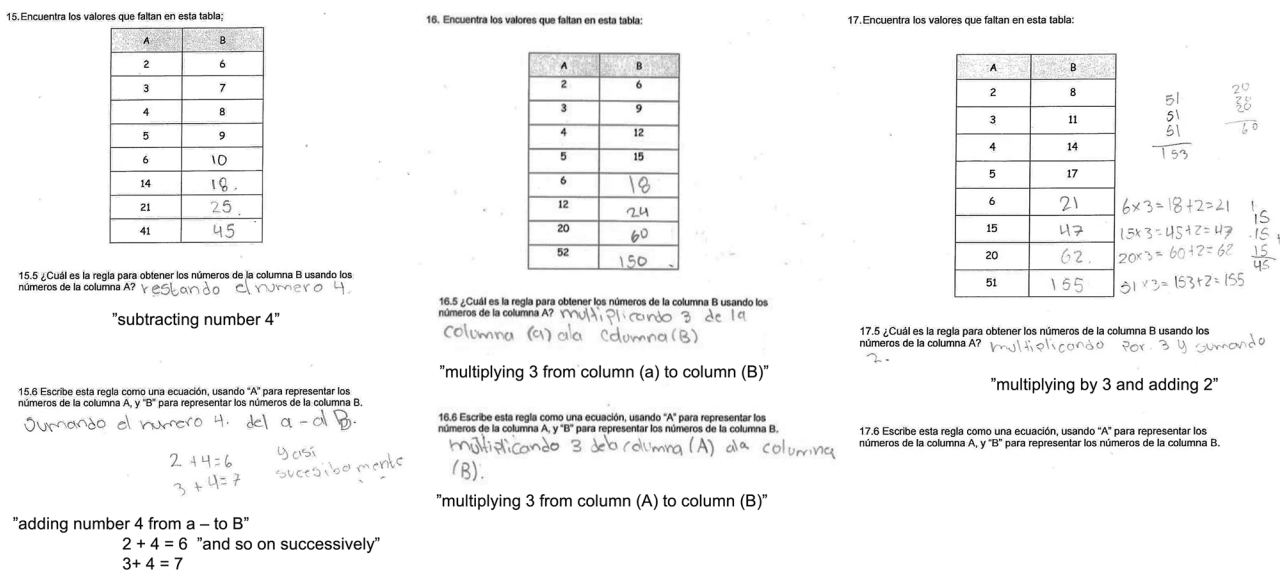 15.Encuentra los valores que faltan en esta tabla;
A B
2 6
3 7
4 8
5 9
6 10
14 18.
21 25.
41 45
15.5 ¿Cuál es la regla para obtener los números de la columna B usando los
números de la columna A? restando el numero 4.
"subtracting number 4"
15.6 Escribe esta regla como una ecuación, usando "A" para representar los
números de la columna A, y "B" para representar los números de la columna B.
Sumando el numero 4. del a - al B.
2 + 4 = 6 y asi
3 + 4 = 7 sucesibamente
"adding number 4 from a – to B"
2 + 4 = 6 "and so on successively"
3+ 4 = 7
16. Encuentra los valores que faltan en esta tabla:
A B
2 6
3 9
4 12
5 15
6 18
12 24
20 60
52 150
16.5 ¿Cuál es la regla para obtener los números de la columna B usando los
números de la columna A? multiplicando 3 de la
columna (a) ala columna (B)
"multiplying 3 from column (a) to column (B)"
16.6 Escribe esta regla como una ecuación, usando "A" para representar los
números de la columna A, y "B" para representar los números de la columna B.
multiplicando 3 columna (A) ala columna
(B).
"multiplying 3 from column (A) to column (B)"
17.Encuentra los valores que faltan en esta tabla:
A B
2 8
3 11
4 14
5 17
6 21
15 47
20 62.
51 155
51
51
51
153
20
20
20
60
6x3=18+2=21
15x3=45+2=47
20x3=60+2=62
51x3=153+2=155
1
15
15
15
45
17.5 ¿Cuál es la regla para obtener los números de la columna B usando los
números de la columna A? multiplicando por. 3 y sumando
2.
"multiplying by 3 and adding 2"
17.6 Escribe esta regla como una ecuación, usando "A" para representar los
números de la columna A, y "B" para representar los números de la columna B.